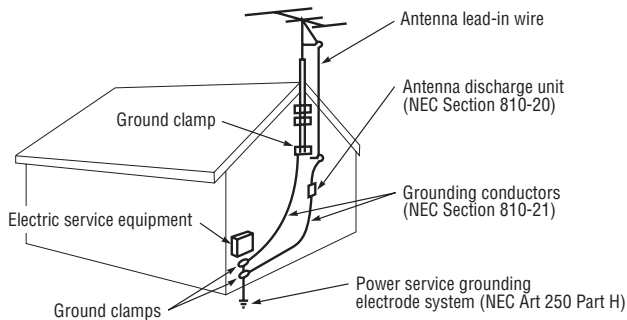 Antenna lead-in wire
Antenna discharge unit
(NEC Section 810-20)
Ground clamp
Grounding conductors
(NEC Section 810-21)
Electric service equipment
Power service grounding
electrode system (NEC Art 250 Part H)
Ground clamps